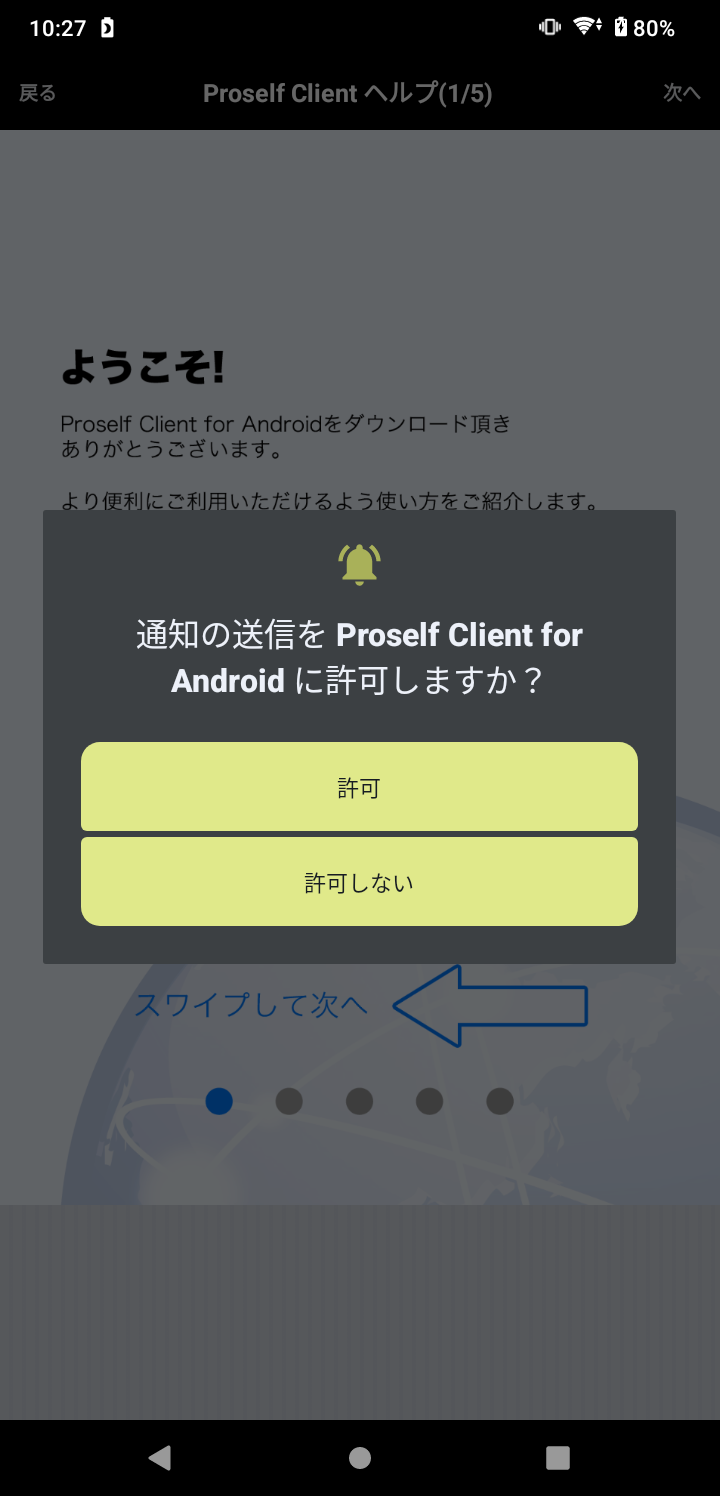 10:27
80%
戻る
Proself Client ヘルプ(1/5)
次へ
ようこそ!
Proself Client for Androidをダウンロード頂き
ありがとうございます。
より便利にご利用いただけるよう使い方をご紹介します。
通知の送信を Proself Client for
Android に許可しますか？
許可
許可しない
スワイプして次へ